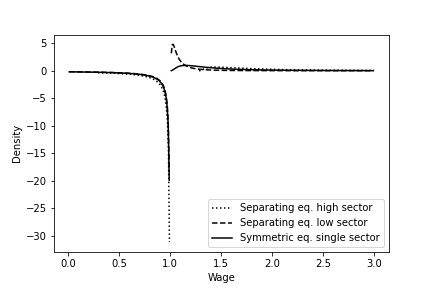 5
0
−5
−10
−15
−20
−25
−30
Density
Separating eq. high sector
Separating eq. low sector
Symmetric eq. single sector
0.0 0.5 1.0 1.5 2.0 2.5 3.0
Wage